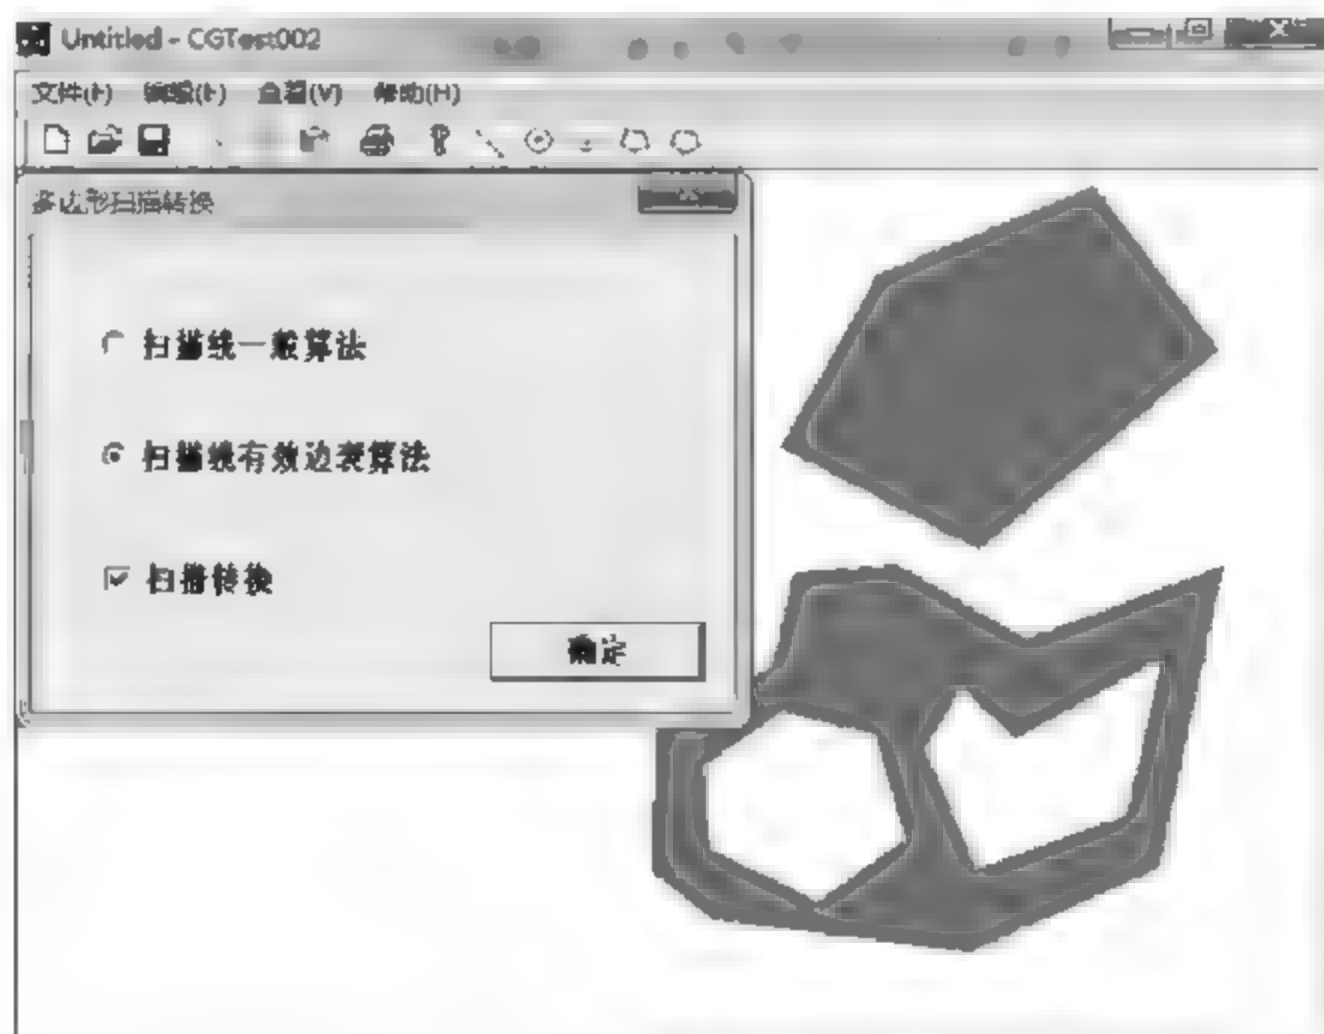 Untitled - CGTest002
文件(F) 编辑(E) 查看(V) 帮助(H)
多边形扫描转换
扫描线一般算法
扫描线有效边表算法
扫描转换
确定